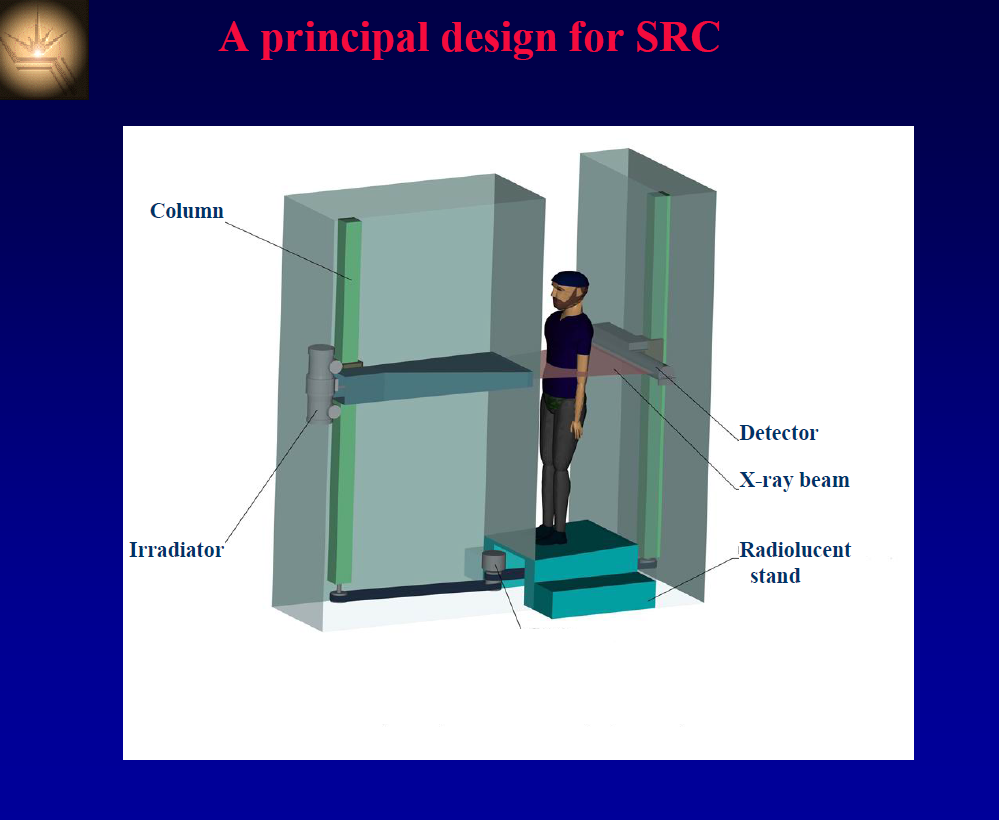 A principal design for SRC
Column
Detector
X-ray beam
Irradiator
Radiolucent
stand